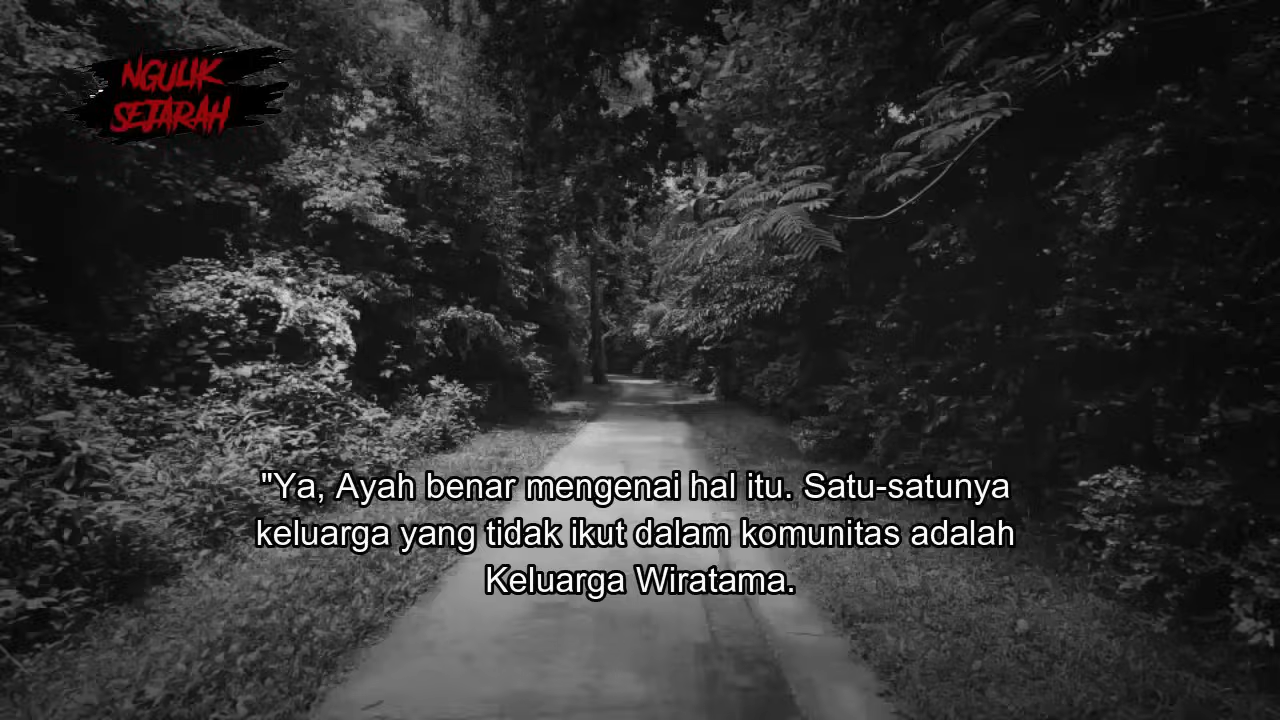 NGULIK
SEJARAH
"Ya, Ayah benar mengenai hal itu. Satu-satunya
keluarga yang tidak ikut dalam komunitas adalah
Keluarga Wiratama.